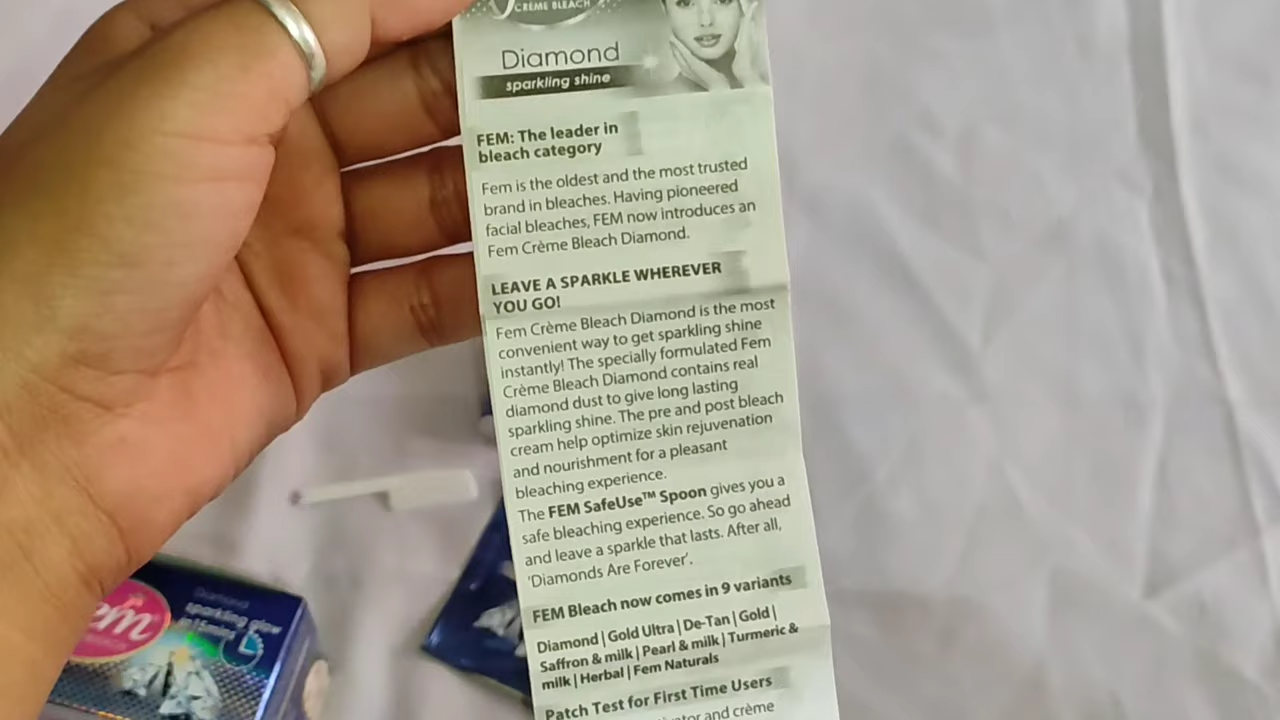 CRÈME BLEACH
Diamond
sparkling shine
FEM: The leader in
bleach category
Fem is the oldest and the most trusted
brand in bleaches. Having pioneered
facial bleaches, FEM now introduces an
Fem Crème Bleach Diamond.
LEAVE A SPARKLE WHEREVER
YOU GO!
Fem Crème Bleach Diamond is the most
convenient way to get sparkling shine
instantly! The specially formulated Fem
Crème Bleach Diamond contains real
diamond dust to give long lasting
sparkling shine. The pre and post bleach
cream help optimize skin rejuvenation
and nourishment for a pleasant
bleaching experience.
The FEM SafeUse™ Spoon gives you a
safe bleaching experience. So go ahead
and leave a sparkle that lasts. After all,
'Diamonds Are Forever'.
FEM Bleach now comes in 9 variants
Diamond | Gold Ultra | De-Tan | Gold |
Saffron & milk | Pearl & milk | Turmeric &
milk | Herbal | Fem Naturals
Patch Test for First Time Users
and crème
em
Diamond
sparkling glow